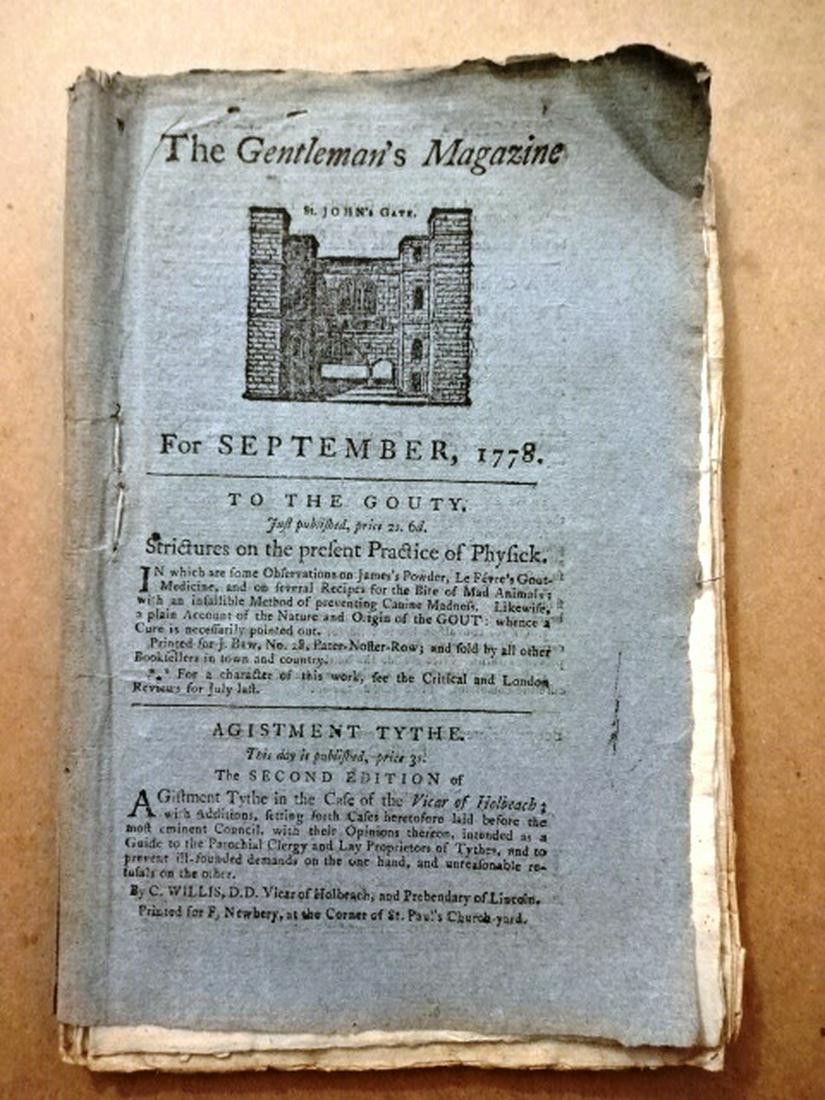 The Gentleman's Magazine
St. JOHN's GATE.
For SEPTEMBER, 1778.
TO THE GOUTY.
Juſt publiſhed, price 2s. 6d.
Strictures on the preſent Practice of Phyſick.
IN which are ſome Obſervations on James's Powder, Le Févre's Gout-
Medicine, and on ſeveral Recipes for the Bite of Mad Animals;
with an infallible Method of preventing Canine Madneſs. Likewiſe,
a plain Account of the Nature and Origin of the GOUT: whence a
Cure is neceſſarily pointed out.
Printed for J. Bew, No. 28, Pater-Noſter-Row; and ſold by all other
Bookſellers in town and country.
*⁎* For a character of this work, ſee the Critical and London
Reviews for July laſt.
AGISTMENT TYTHE.
This day is publiſhed, price 3s.
The SECOND EDITION of
AGiſtment Tythe in the Caſe of the Vicar of Holbeach;
with Additions, ſetting forth Caſes heretofore laid before the
moſt eminent Council, with their Opinions thereon, intended as a
Guide to the Parochial Clergy and Lay Proprietors of Tythes, and to
prevent ill-founded demands on the one hand, and unreaſonable re-
fuſals on the other.
By C. WILLIS, D.D. Vicar of Holbeach, and Prebendary of Lincoln.
Printed for F. Newbery, at the Corner of St. Paul's Church-yard.